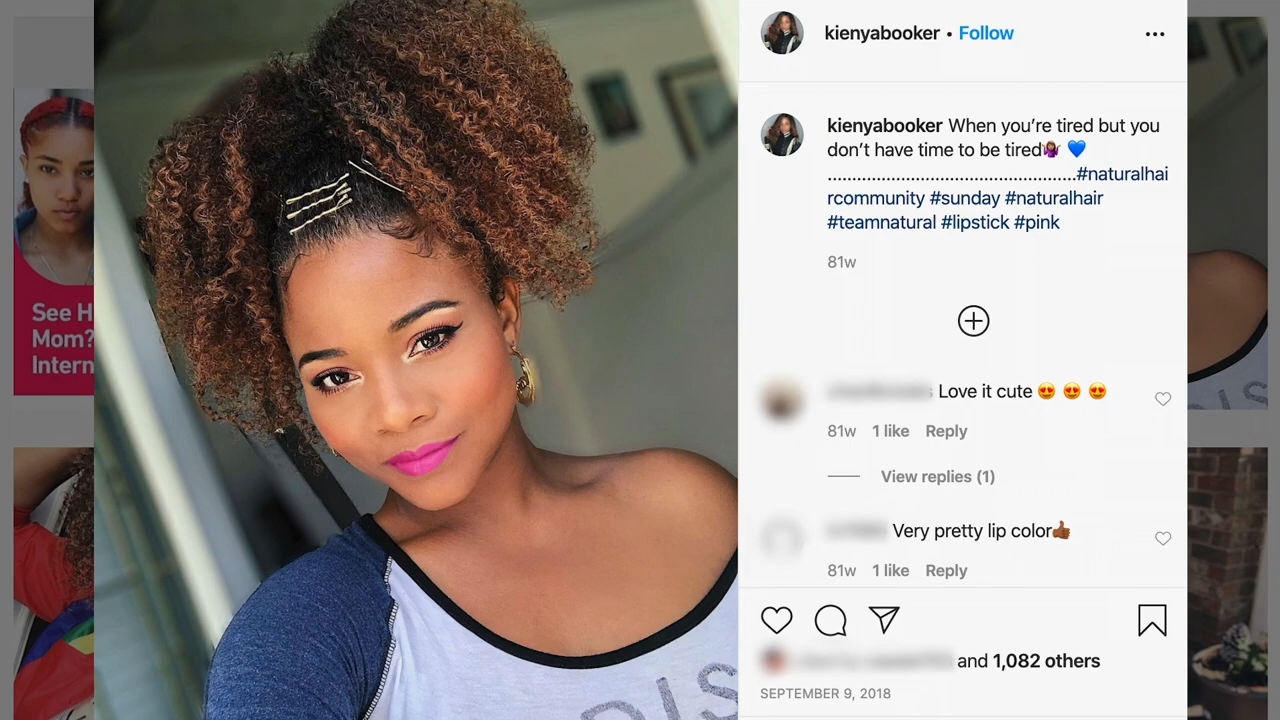 kienyabooker • Follow
kienyabooker When you’re tired but you
don’t have time to be tired🤷🏾‍♀️ 💙
...................................................#naturalhai
rcommunity #sunday #naturalhair
#teamnatural #lipstick #pink
81w
Love it cute 😍 😍 😍
81w 1 like Reply
View replies (1)
Very pretty lip color👍🏾
81w 1 like Reply
and 1,082 others
SEPTEMBER 9, 2018
See H
Mom?
Intern
DIS